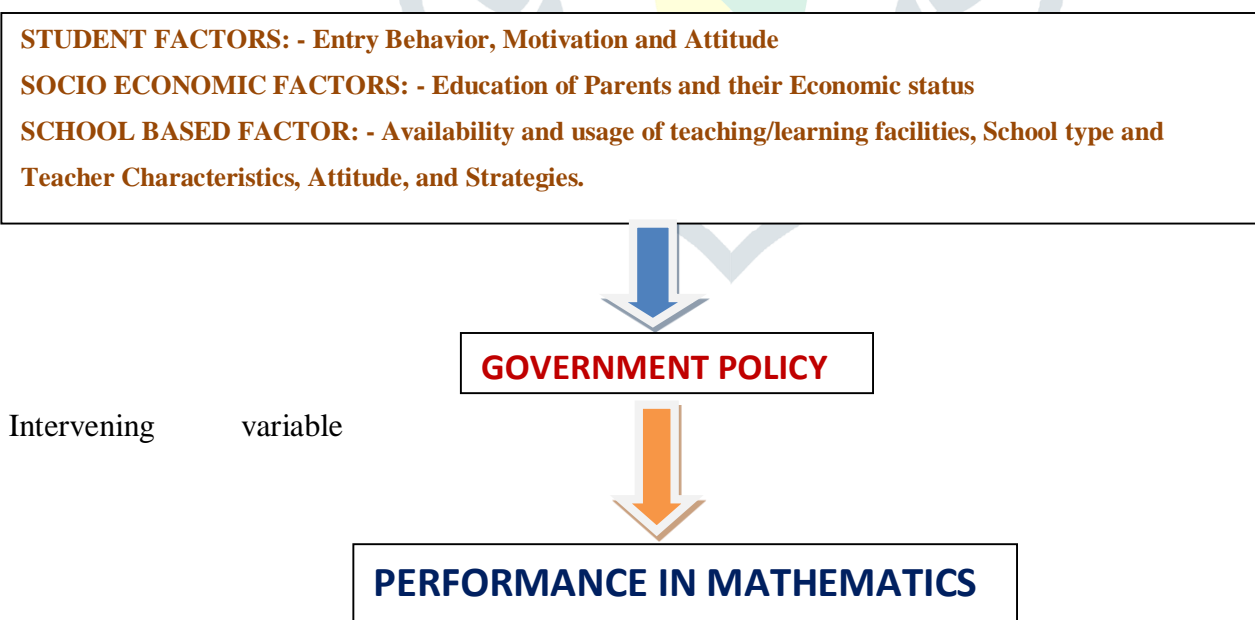 STUDENT FACTORS: - Entry Behavior, Motivation and Attitude
SOCIO ECONOMIC FACTORS: - Education of Parents and their Economic status
SCHOOL BASED FACTOR: - Availability and usage of teaching/learning facilities, School type and
Teacher Characteristics, Attitude, and Strategies.
GOVERNMENT POLICY
Intervening variable
PERFORMANCE IN MATHEMATICS